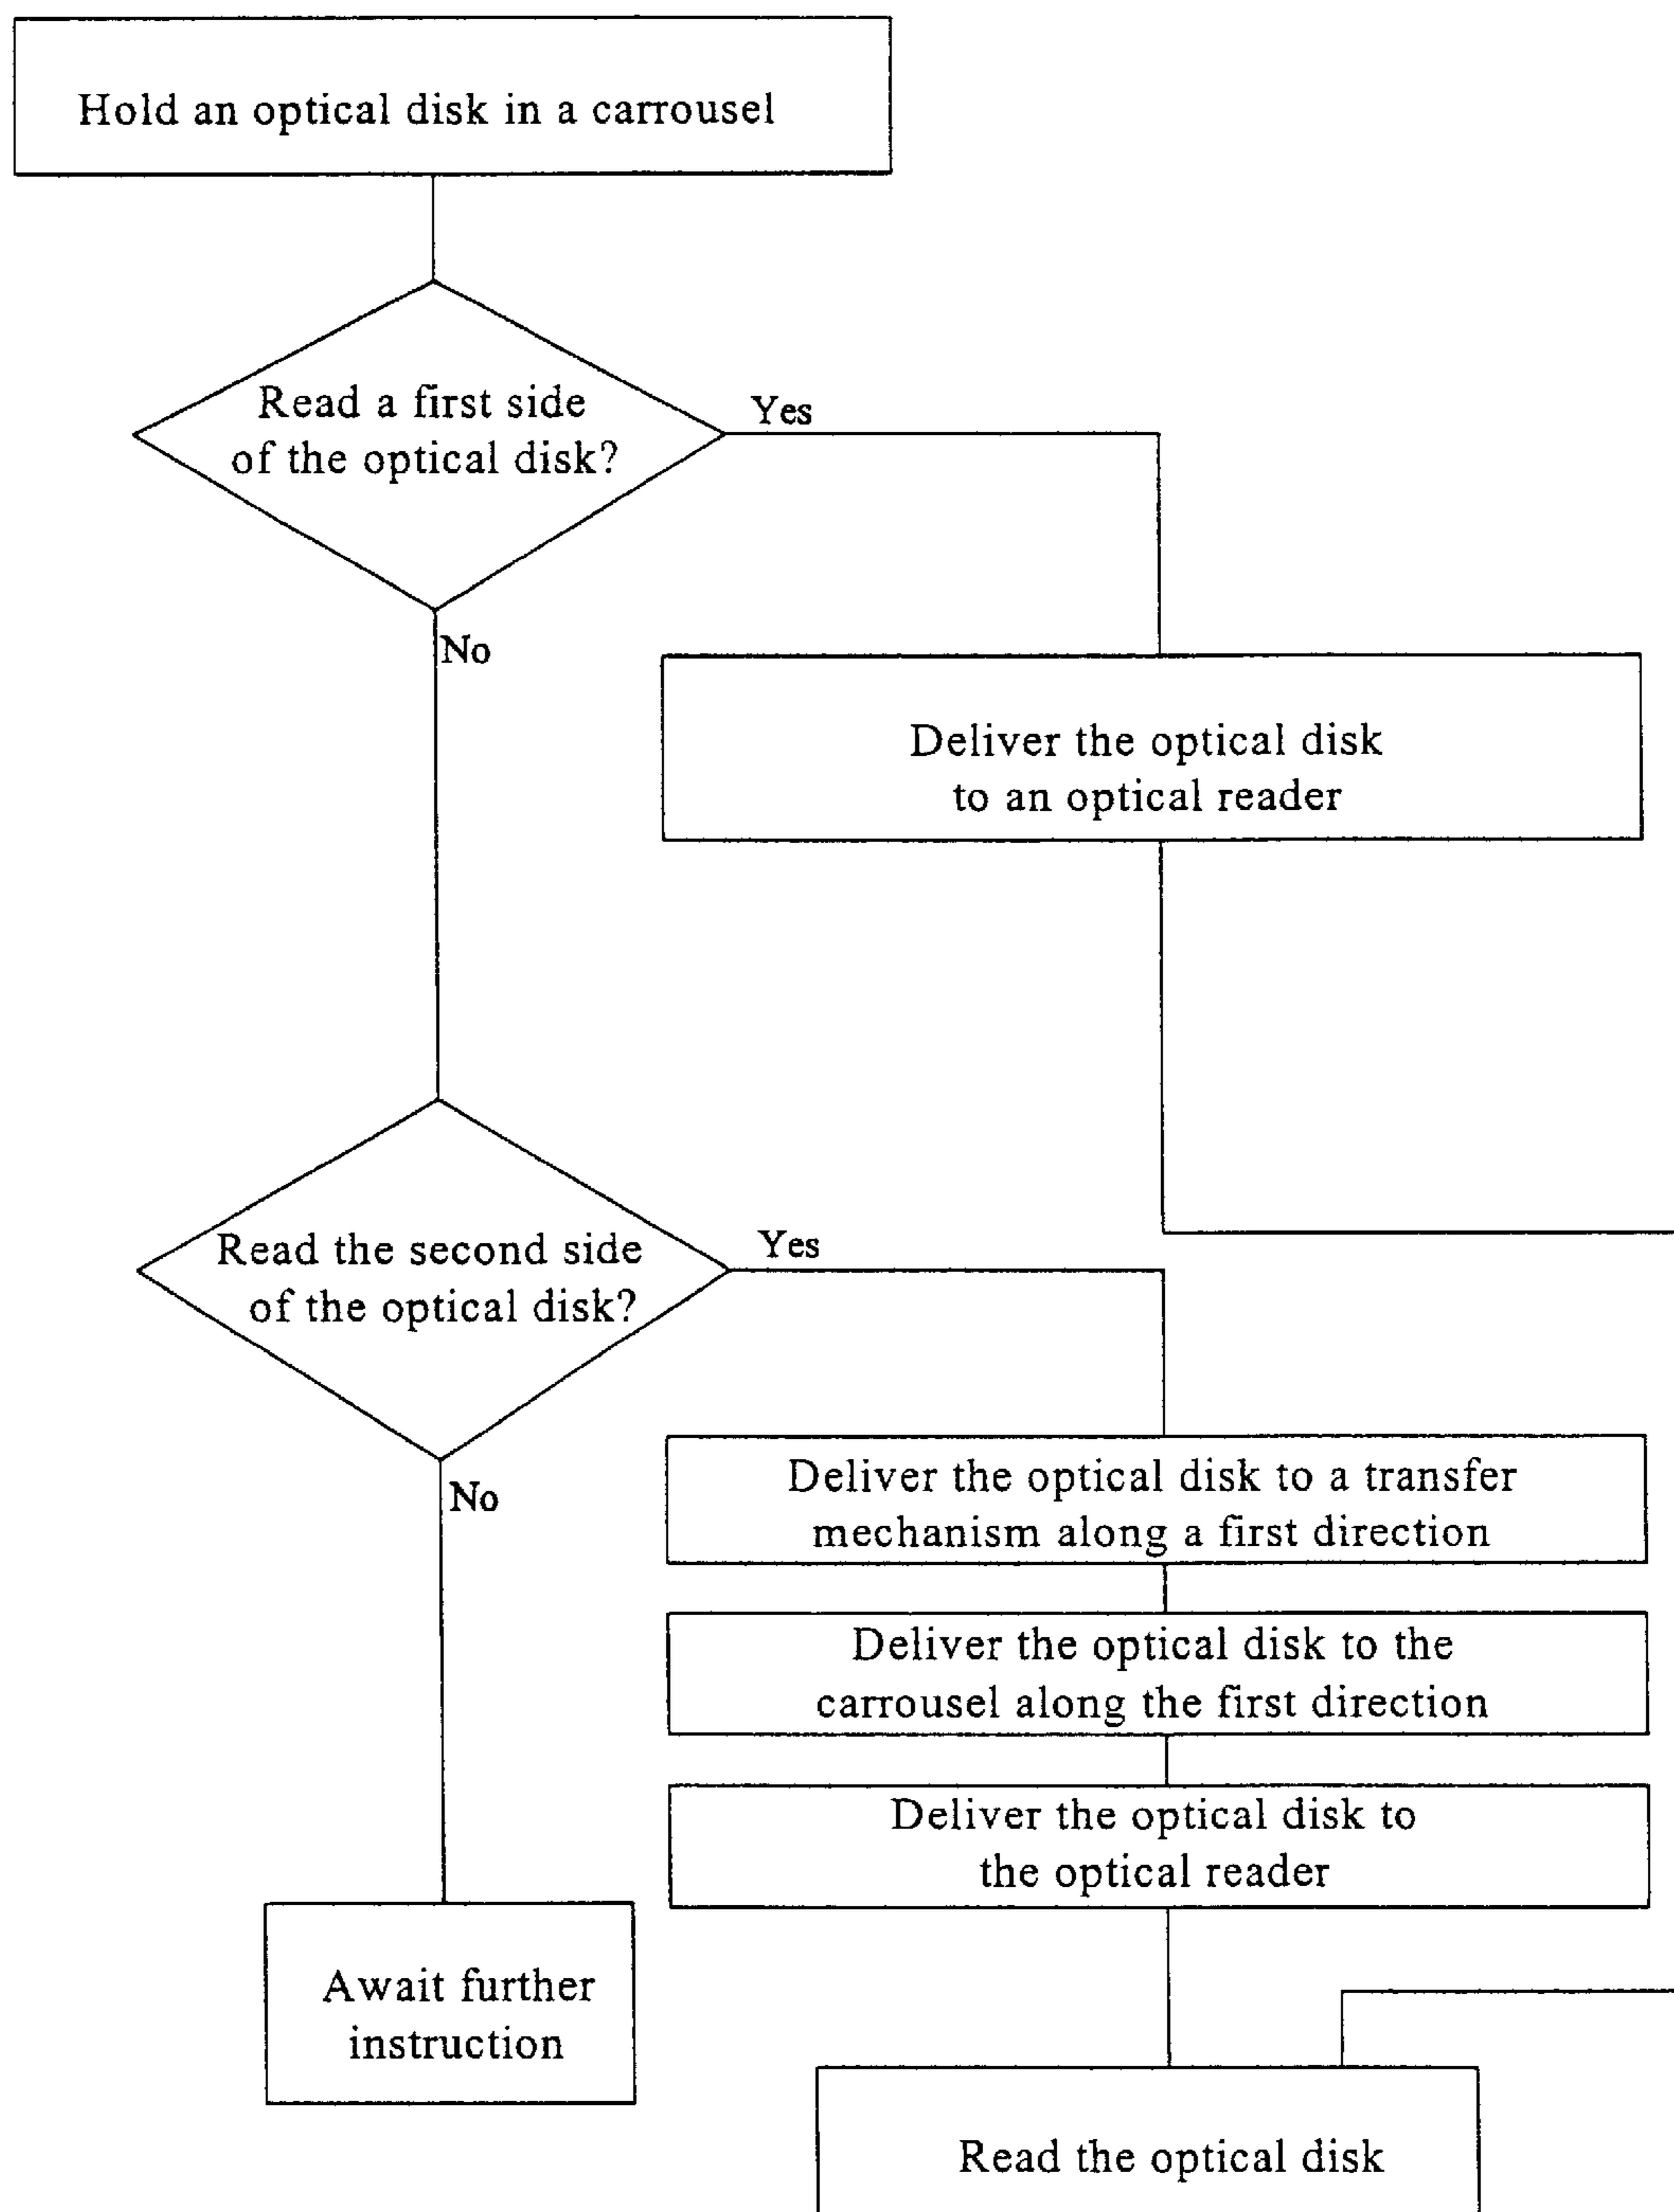 Hold an optical disk in a carrousel
Read a first side
of the optical disk?
Yes
No
Deliver the optical disk
to an optical reader
Read the second side
of the optical disk?
Yes
No
Deliver the optical disk to a transfer
mechanism along a first direction
Deliver the optical disk to the
carrousel along the first direction
Deliver the optical disk to
the optical reader
Await further
instruction
Read the optical disk